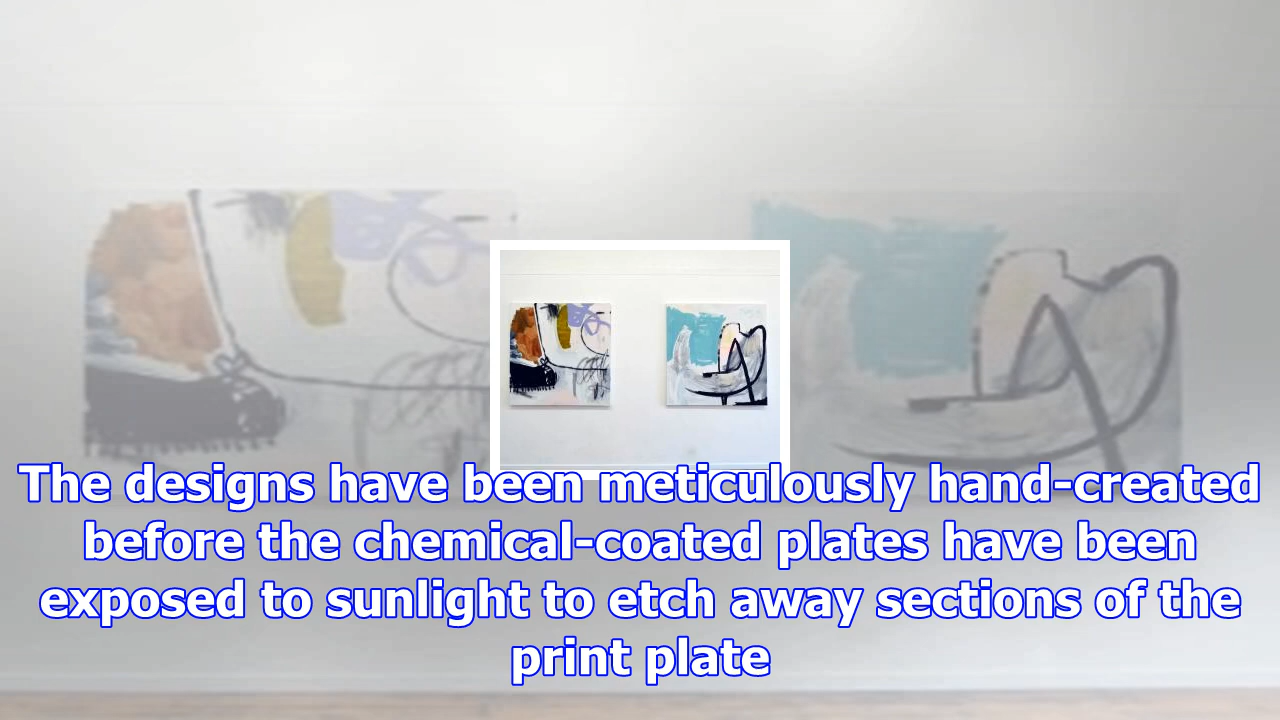 The designs have been meticulously hand-created
before the chemical-coated plates have been
exposed to sunlight to etch away sections of the
print plate